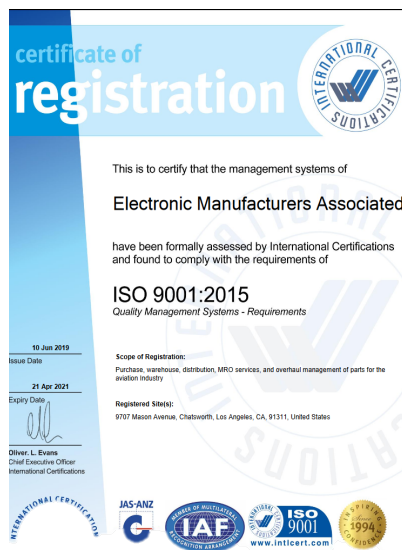 certificate of
registration
INTERNATIONAL CERTIFICATIONS
This is to certify that the management systems of
Electronic Manufacturers Associated
have been formally assessed by International Certifications
and found to comply with the requirements of
ISO 9001:2015
Quality Management Systems - Requirements
10 Jun 2019
Issue Date
21 Apr 2021
Expiry Date
Scope of Registration:
Purchase, warehouse, distribution, MRO services, and overhaul management of parts for the
aviation Industry
Registered Site(s):
9707 Mason Avenue, Chatsworth, Los Angeles, CA, 91311, United States
Oliver. L. Evans
Chief Executive Officer
International Certifications
INTERNATIONAL CERTIFICATION
JAS-ANZ
MEMBER OF MULTILATERAL
IAF
RECOGNITION ARRANGEMENT
ISO
9001
www.intlcert.com
INSPIRING
Since
1994
CONFIDENCE